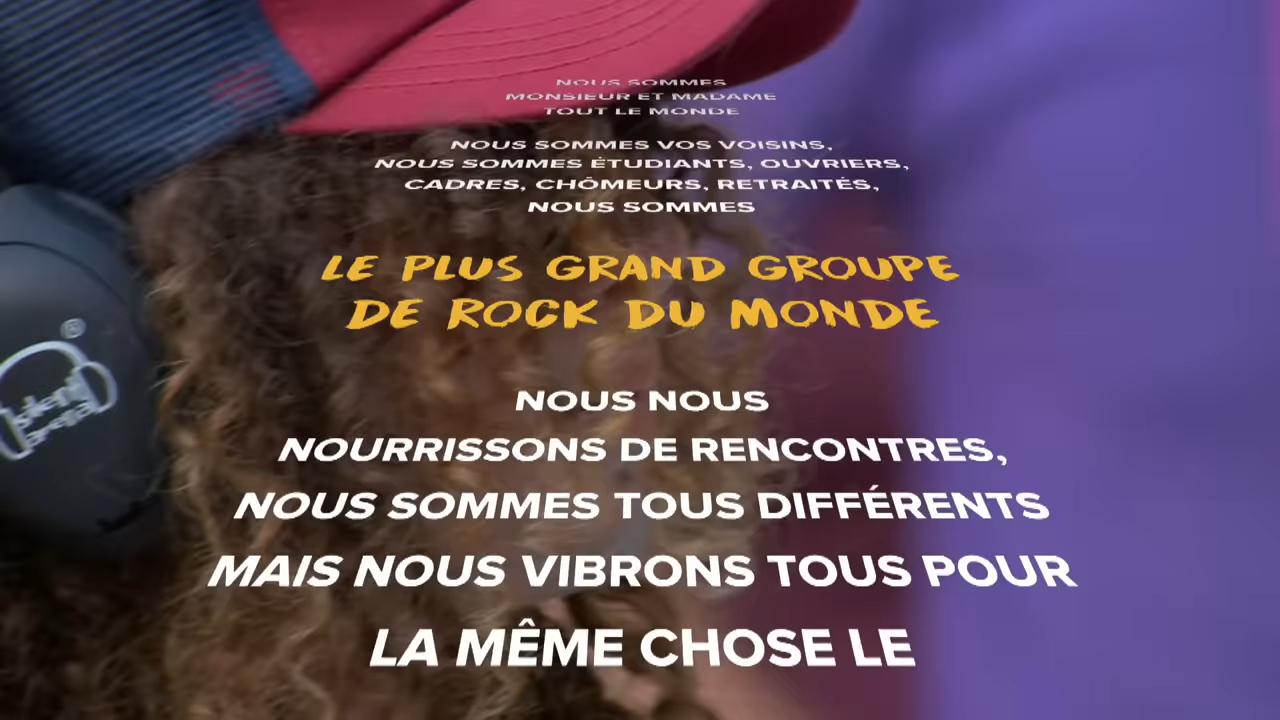 NOUS SOMMES
MONSIEUR ET MADAME
TOUT LE MONDE
NOUS SOMMES VOS VOISINS,
NOUS SOMMES ÉTUDIANTS, OUVRIERS,
CADRES, CHÔMEURS, RETRAITÉS,
NOUS SOMMES
LE PLUS GRAND GROUPE
DE ROCK DU MONDE
NOUS NOUS
NOURRISSONS DE RENCONTRES,
NOUS SOMMES TOUS DIFFÉRENTS
MAIS NOUS VIBRONS TOUS POUR
LA MÊME CHOSE LE